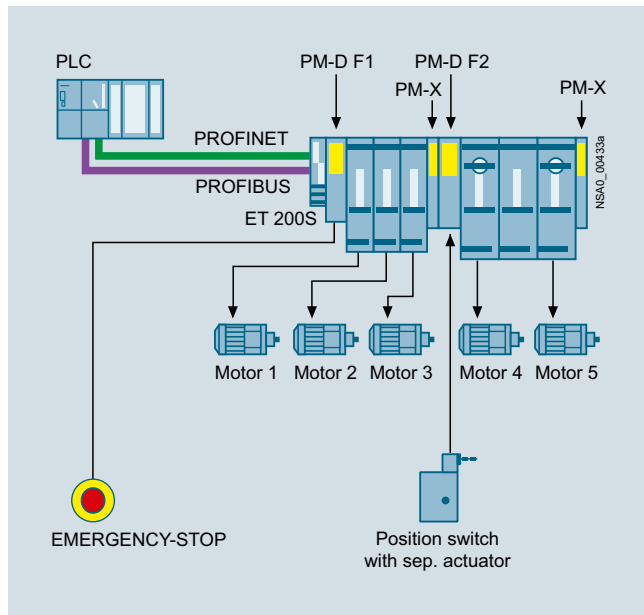 PLC
PM-D F1
PM-D F2
PM-X
PM-X
PROFINET
PROFIBUS
ET 200S
NSA0_00433a
Motor 1
Motor 2
Motor 3
Motor 4
Motor 5
EMERGENCY-STOP
Position switch
with sep. actuator